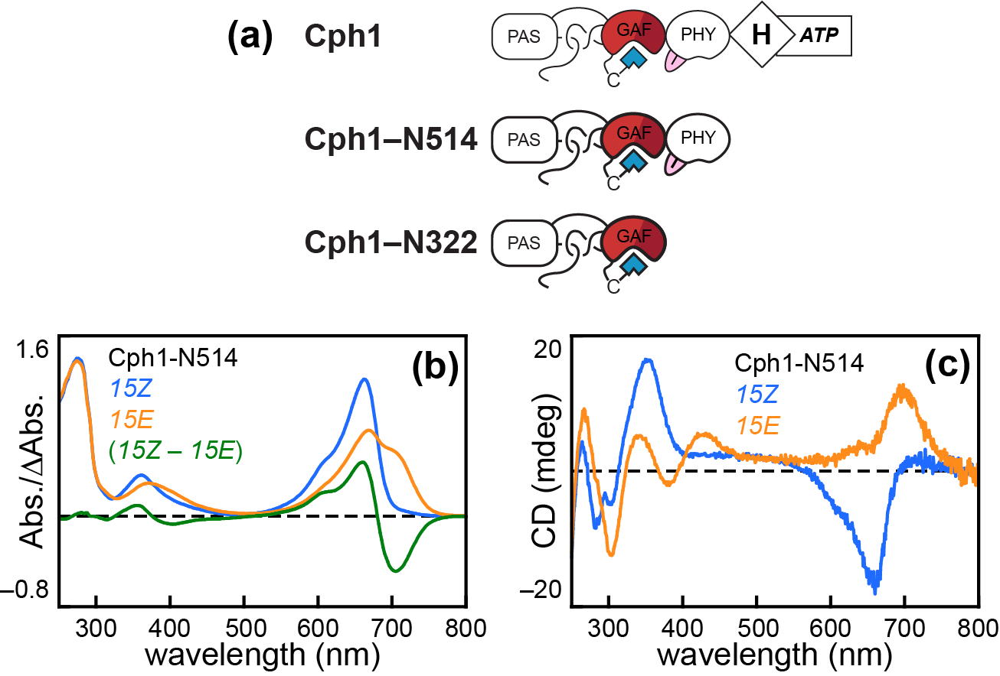 (a) Cph1 PAS GAF PHY H ATP
C
Cph1–N514 PAS GAF PHY
C
Cph1–N322 PAS GAF
C
1.6
Cph1-N514
(b)
15Z
15E
(15Z – 15E)
Abs./ΔAbs.
–0.8
300 400 500 600 700 800
wavelength (nm)
20
Cph1-N514
(c)
15Z
15E
CD (mdeg)
–20
300 400 500 600 700 800
wavelength (nm)